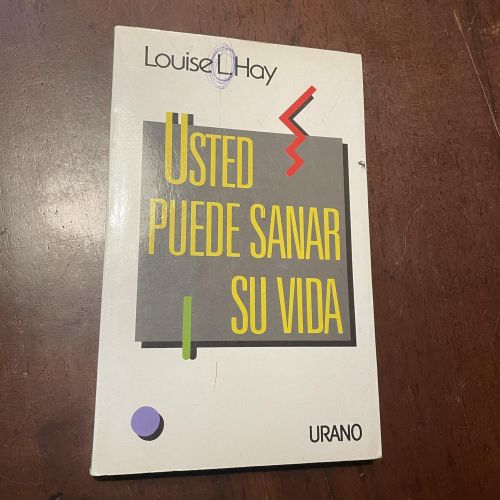 Louise L. Hay
USTED
PUEDE SANAR
SU VIDA
URANO